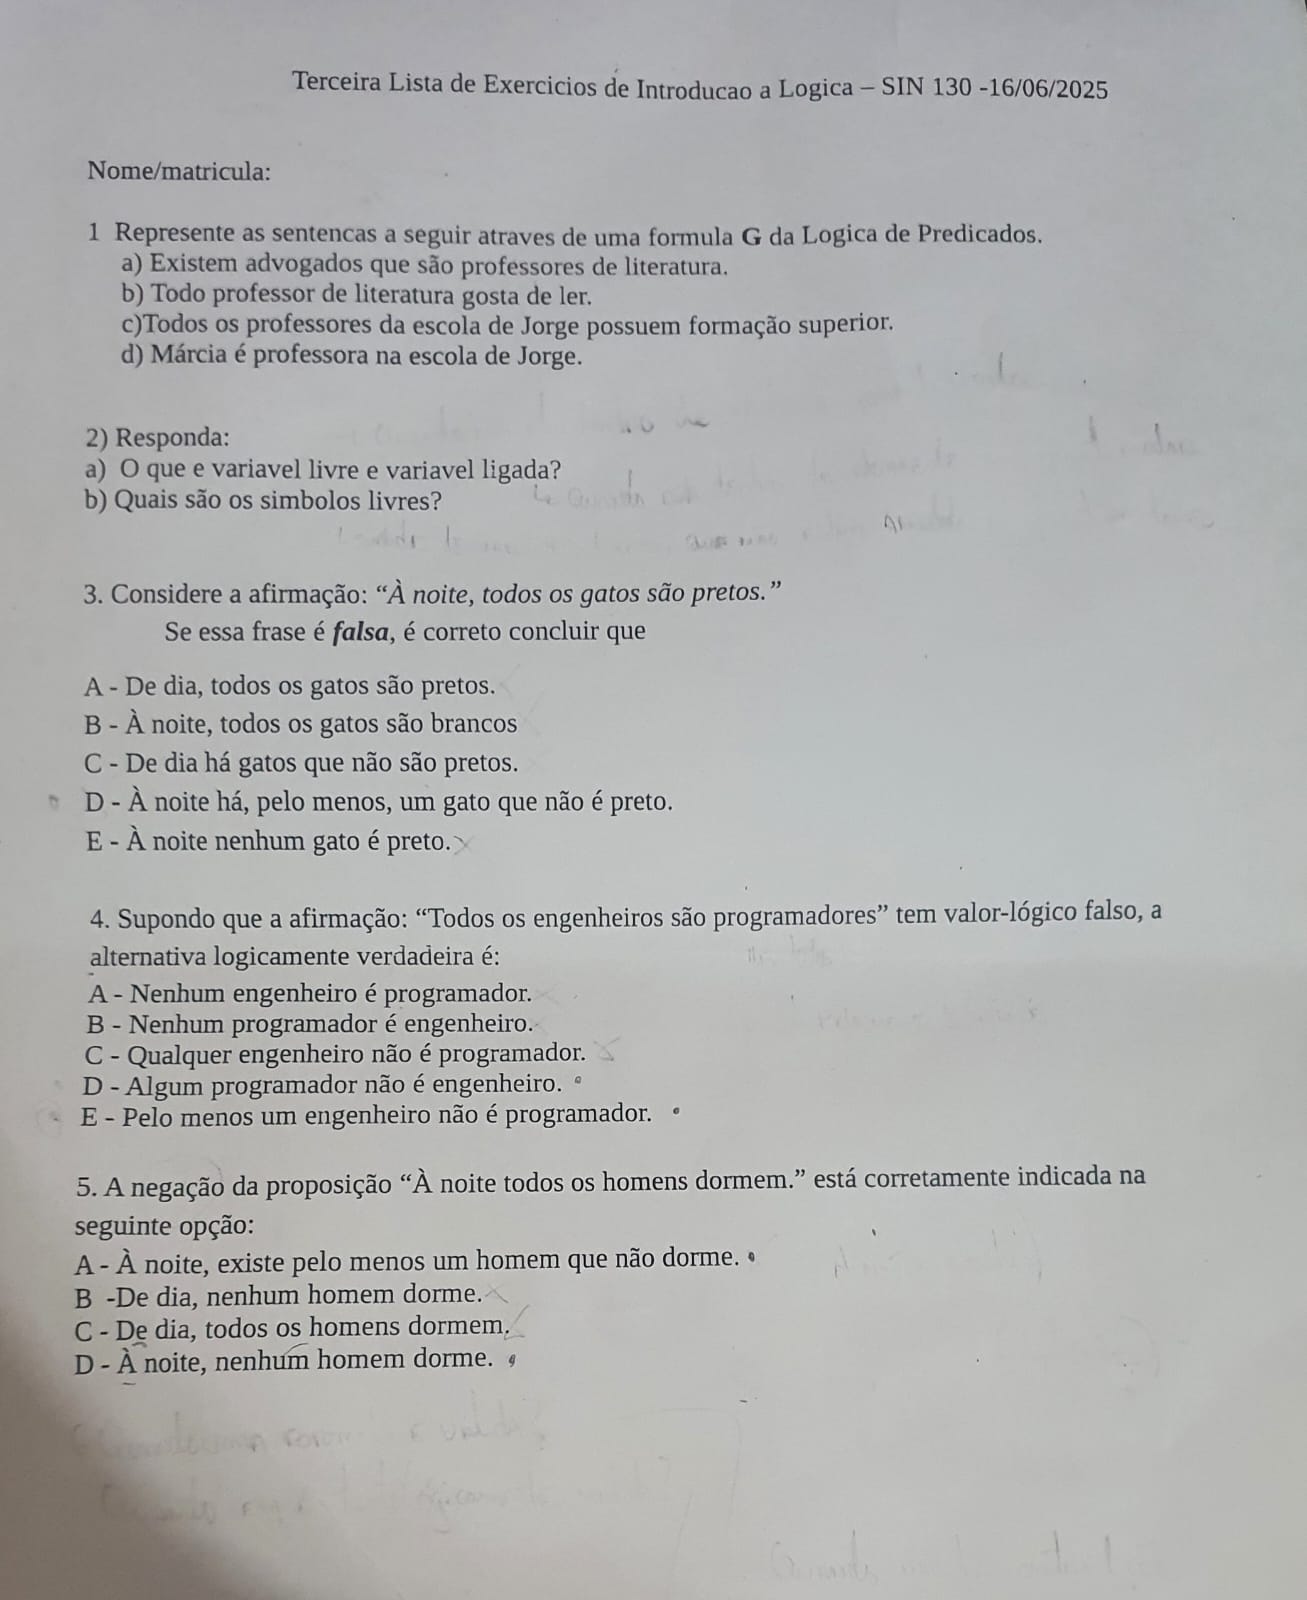 Terceira Lista de Exercicios de Introducao a Logica – SIN 130 -16/06/2025
Nome/matricula:
1 Represente as sentencas a seguir atraves de uma formula G da Logica de Predicados.
a) Existem advogados que são professores de literatura.
b) Todo professor de literatura gosta de ler.
c)Todos os professores da escola de Jorge possuem formação superior.
d) Márcia é professora na escola de Jorge.
2) Responda:
a) O que e variavel livre e variavel ligada?
b) Quais são os simbolos livres?
3. Considere a afirmação: “À noite, todos os gatos são pretos.”
Se essa frase é falsa, é correto concluir que
A - De dia, todos os gatos são pretos.
B - À noite, todos os gatos são brancos
C - De dia há gatos que não são pretos.
D - À noite há, pelo menos, um gato que não é preto.
E - À noite nenhum gato é preto.
4. Supondo que a afirmação: “Todos os engenheiros são programadores” tem valor-lógico falso, a
alternativa logicamente verdadeira é:
A - Nenhum engenheiro é programador.
B - Nenhum programador é engenheiro.
C - Qualquer engenheiro não é programador.
D - Algum programador não é engenheiro.
E - Pelo menos um engenheiro não é programador.
5. A negação da proposição “À noite todos os homens dormem.” está corretamente indicada na
seguinte opção:
A - À noite, existe pelo menos um homem que não dorme.
B -De dia, nenhum homem dorme.
C - De dia, todos os homens dormem.
D - À noite, nenhum homem dorme.